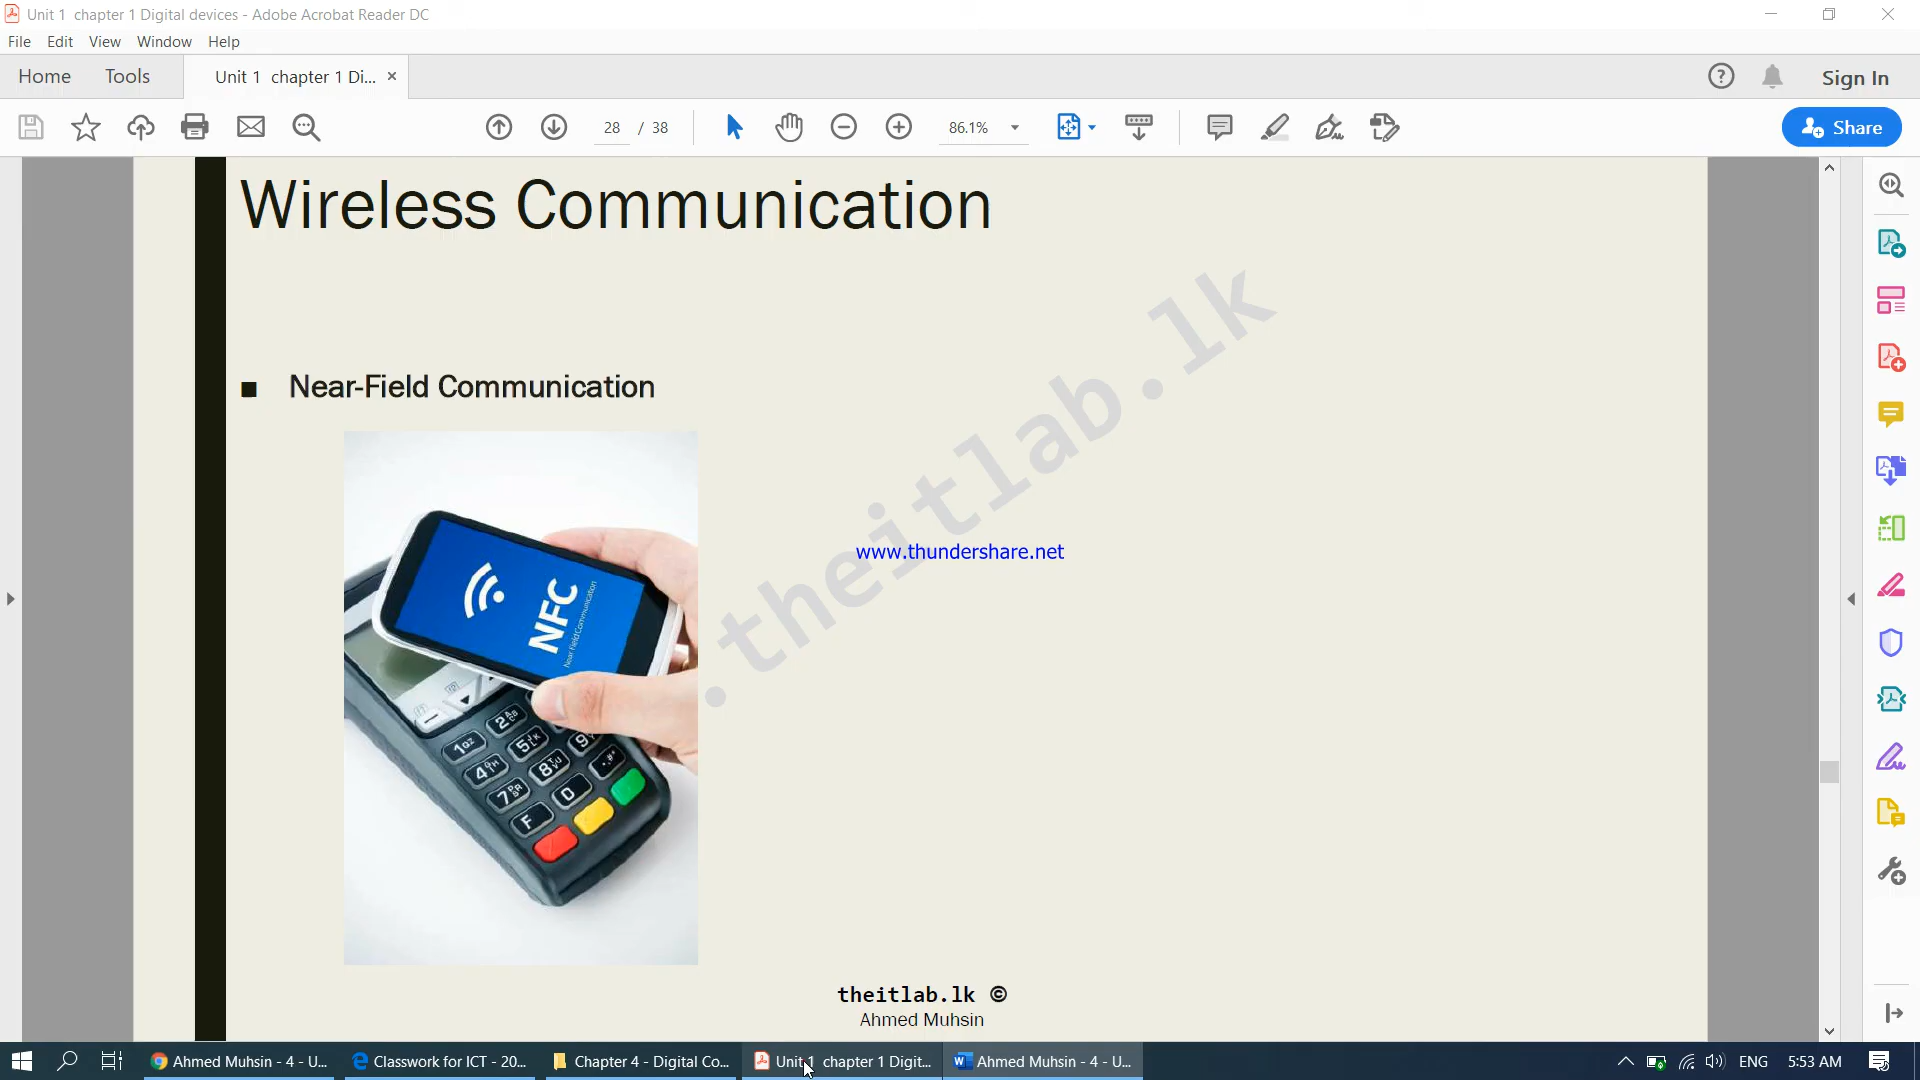 Unit 1  chapter 1 Digital devices - Adobe Acrobat Reader DC
File Edit View Window Help
Home Tools Unit 1  chapter 1 Di... Sign In
28 / 38 86.1% Share
Wireless Communication
■ Near-Field Communication
.theitlab.lk
www.thundershare.net
NFC
Near Field Communication
theitlab.lk ©
Ahmed Muhsin
Ahmed Muhsin - 4 - U... Classwork for ICT - 20... Chapter 4 - Digital Co... Unit 1  chapter 1 Digit... Ahmed Muhsin - 4 - U... ENG 5:53 AM